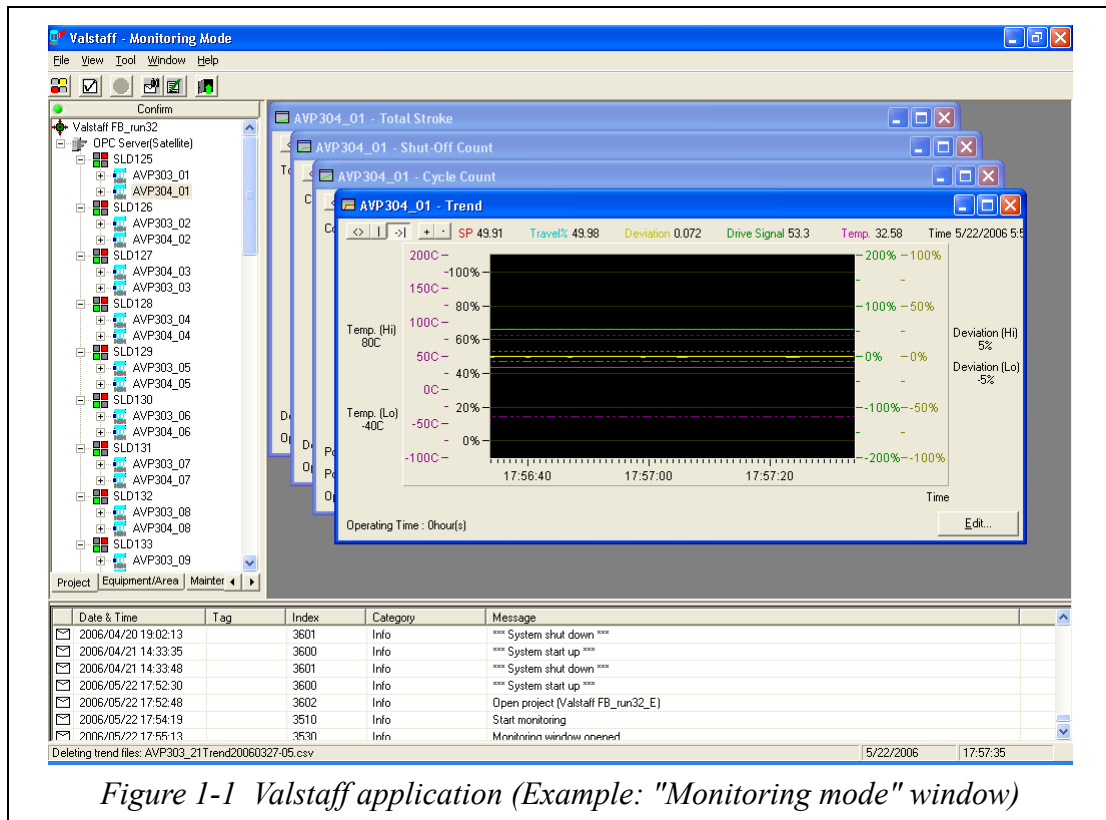 Valstaff - Monitoring Mode
File View Tool Window Help
Confirm
Valstaff FB_run32
OPC Server(Satellite)
SLD125
AVP303_01
AVP304_01
SLD126
AVP303_02
AVP304_02
SLD127
AVP304_03
AVP303_03
SLD128
AVP303_04
AVP304_04
SLD129
AVP303_05
AVP304_05
SLD130
AVP303_06
AVP304_06
SLD131
AVP303_07
AVP304_07
SLD132
AVP303_08
AVP304_08
SLD133
AVP303_09
Project Equipment/Area Mainter
AVP304_01 - Total Stroke
AVP304_01 - Shut-Off Count
AVP304_01 - Cycle Count
AVP304_01 - Trend
<> | ->| + - SP 49.91 Travel% 49.98 Deviation 0.072 Drive Signal 53.3 Temp. 32.58 Time 5/22/2006 5:5
200C
150C
100C
50C
0C
-50C
-100C
100%
80%
60%
40%
20%
0%
Temp. (Hi)
80C
Temp. (Lo)
-40C
200%
100%
0%
-100%
-200%
100%
50%
0%
-50%
-100%
Deviation (Hi)
5%
Deviation (Lo)
-5%
17:56:40 17:57:00 17:57:20
Time
Operating Time : 0hour(s)
Edit...
Date & Time Tag Index Category Message
2006/04/20 19:02:13 3601 Info *** System shut down ***
2006/04/21 14:33:35 3600 Info *** System start up ***
2006/04/21 14:33:48 3601 Info *** System shut down ***
2006/05/22 17:52:30 3600 Info *** System start up ***
2006/05/22 17:52:48 3602 Info Open project (Valstaff FB_run32_E)
2006/05/22 17:54:19 3510 Info Start monitoring
2006/05/22 17:55:13 3530 Info Monitoring window opened
Deleting trend files: AVP303_21Trend20060327-05.csv 5/22/2006 17:57:35
Figure 1-1 Valstaff application (Example: "Monitoring mode" window)